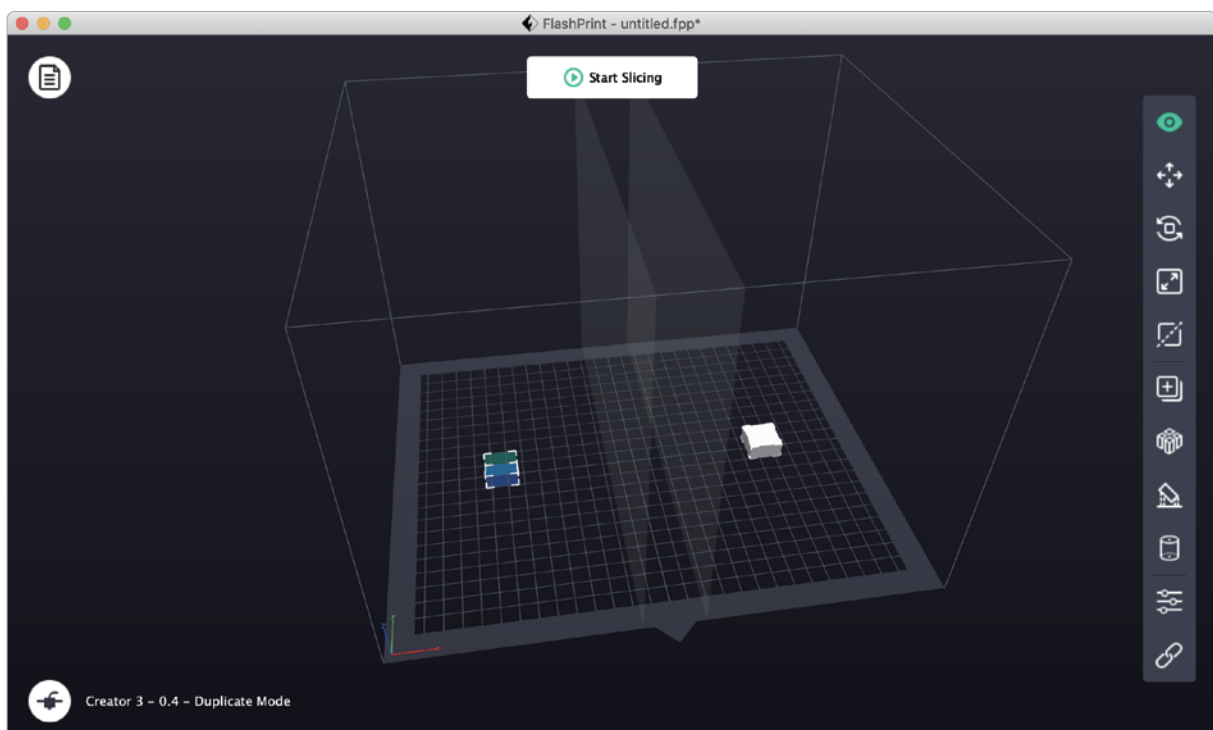 FlashPrint - untitled.fpp*
Start Slicing
Creator 3 - 0.4 - Duplicate Mode